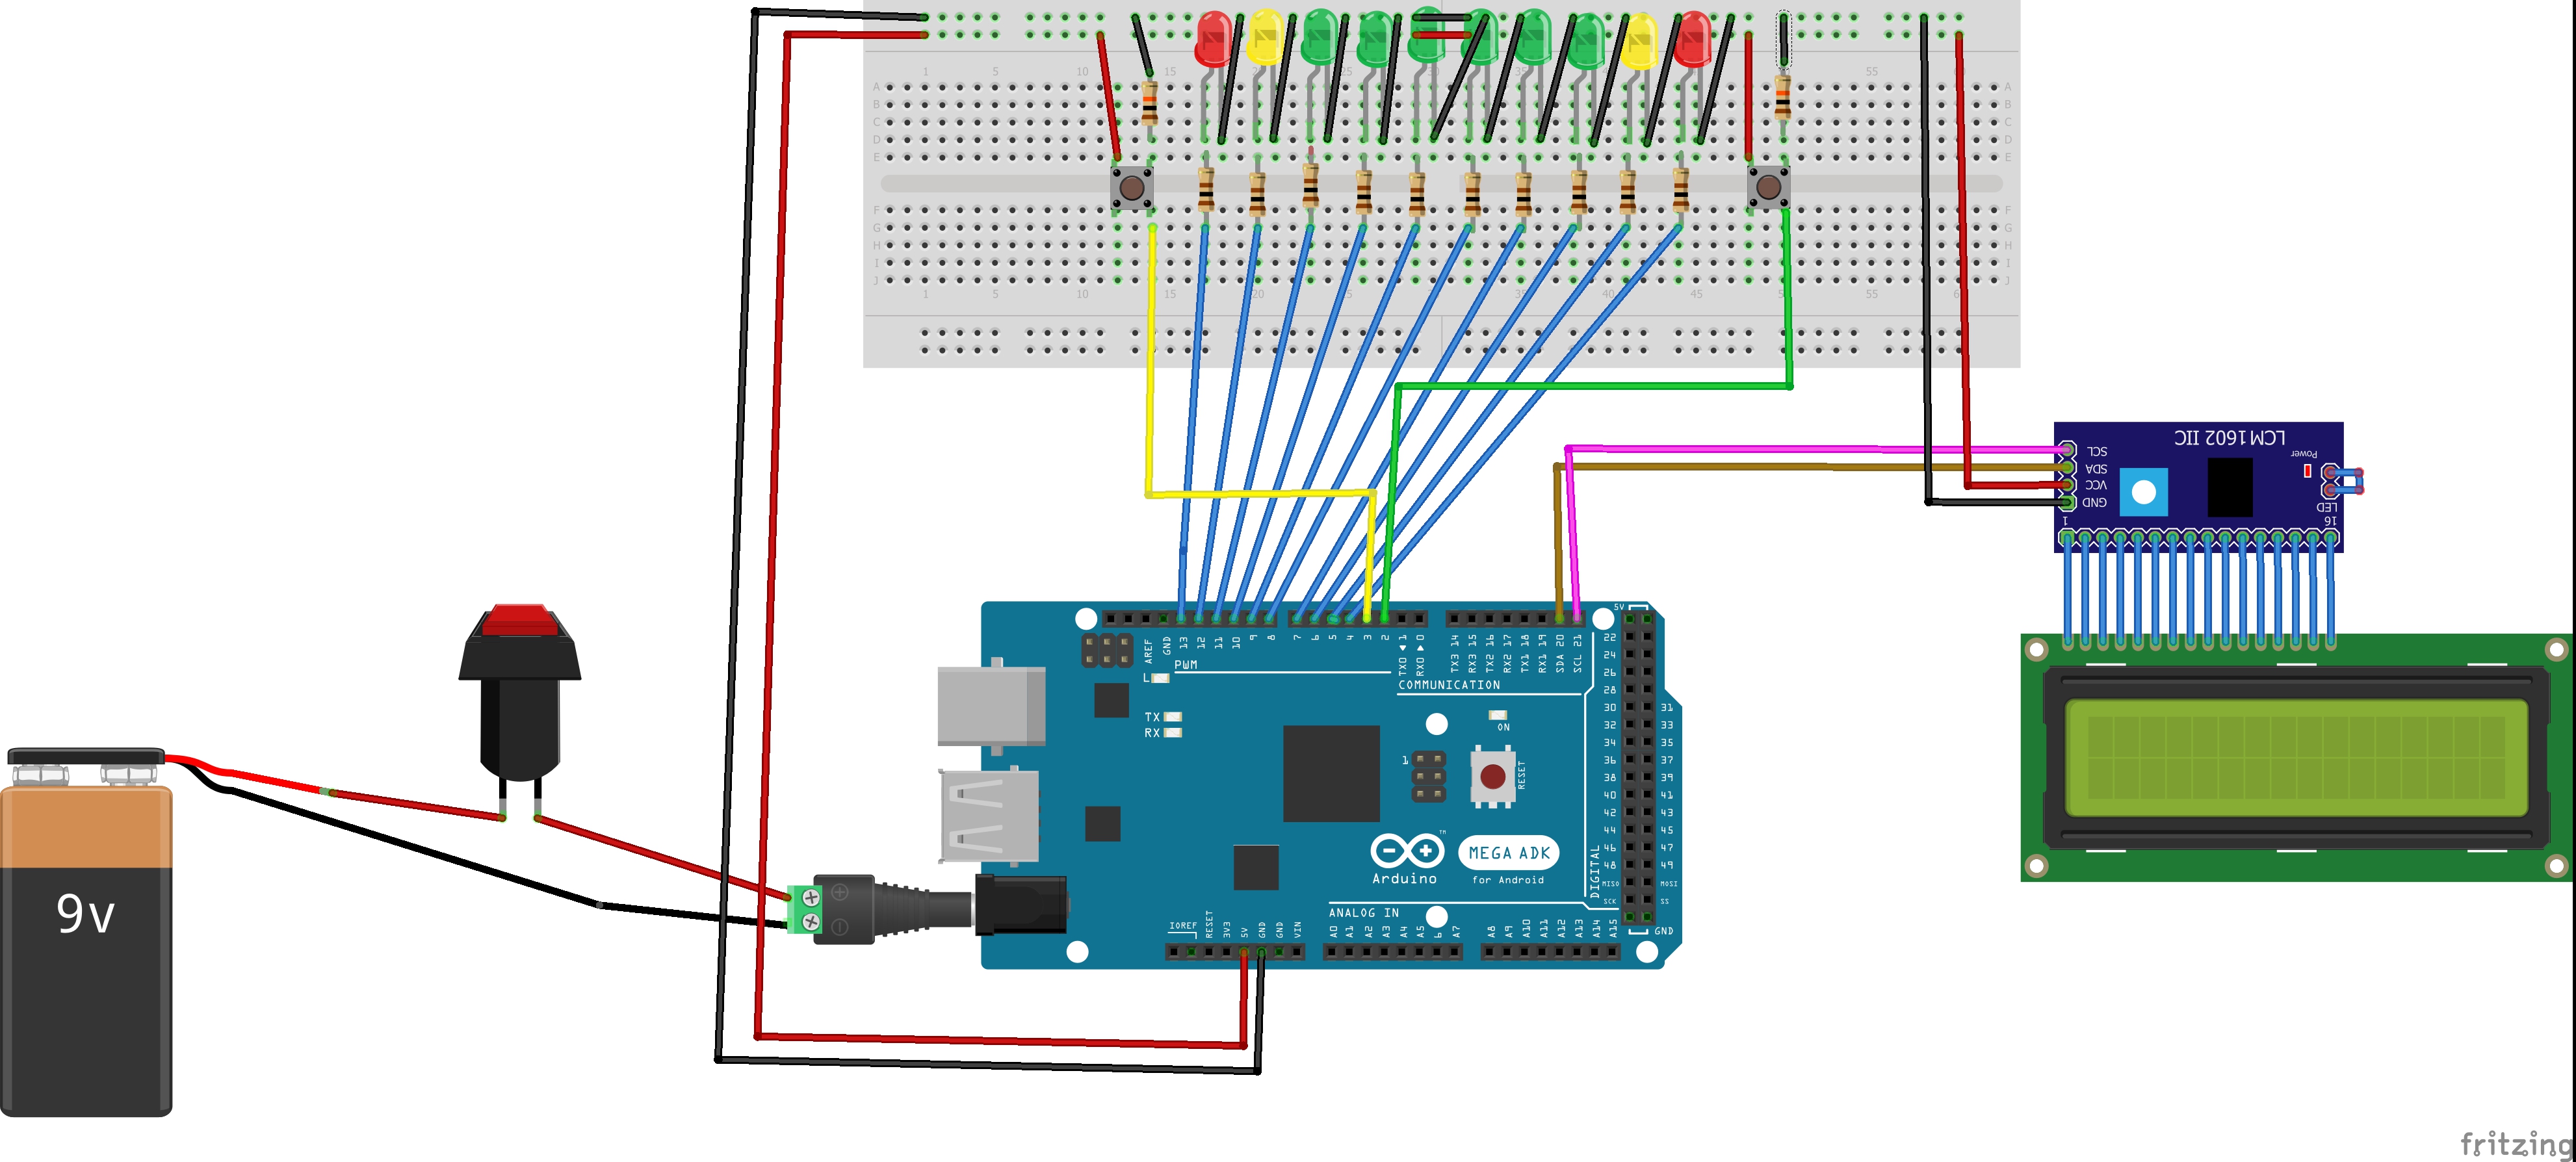 1 5 10 15 20 25 30 35 40 45 50 55 60
A A
B B
C C
D D
E E
F F
G G
H H
I I
J J
1 5 10 15 20 25 30 35 40 45 50 55 60
LCM1602 IIC
SCL
SDA
VCC
GND
Power
LED
1
16
AREF
GND
13
12
11
10
9
8
7
6
5
4
3
2
TX0 ▶ 1
RX0 ◀ 0
TX3 14
RX3 15
TX2 16
RX2 17
TX1 18
RX1 19
SDA 20
SCL 21
PWM
COMMUNICATION
5V
22
24
26
28
30 31
32 33
34 35
36 37
38 39
40 41
42 43
44 45
46 47
48 49
MISO MOSI
SCK SS
GND
DIGITAL
L
TX
RX
ON
1
RESET
Arduino
TM
MEGA ADK
for Android
ANALOG IN
IOREF
RESET
3V3
5V
GND
GND
VIN
A0
A1
A2
A3
A4
A5
6
A7
A8
A9
A10
A11
A12
A13
A14
A15
9v
fritzing